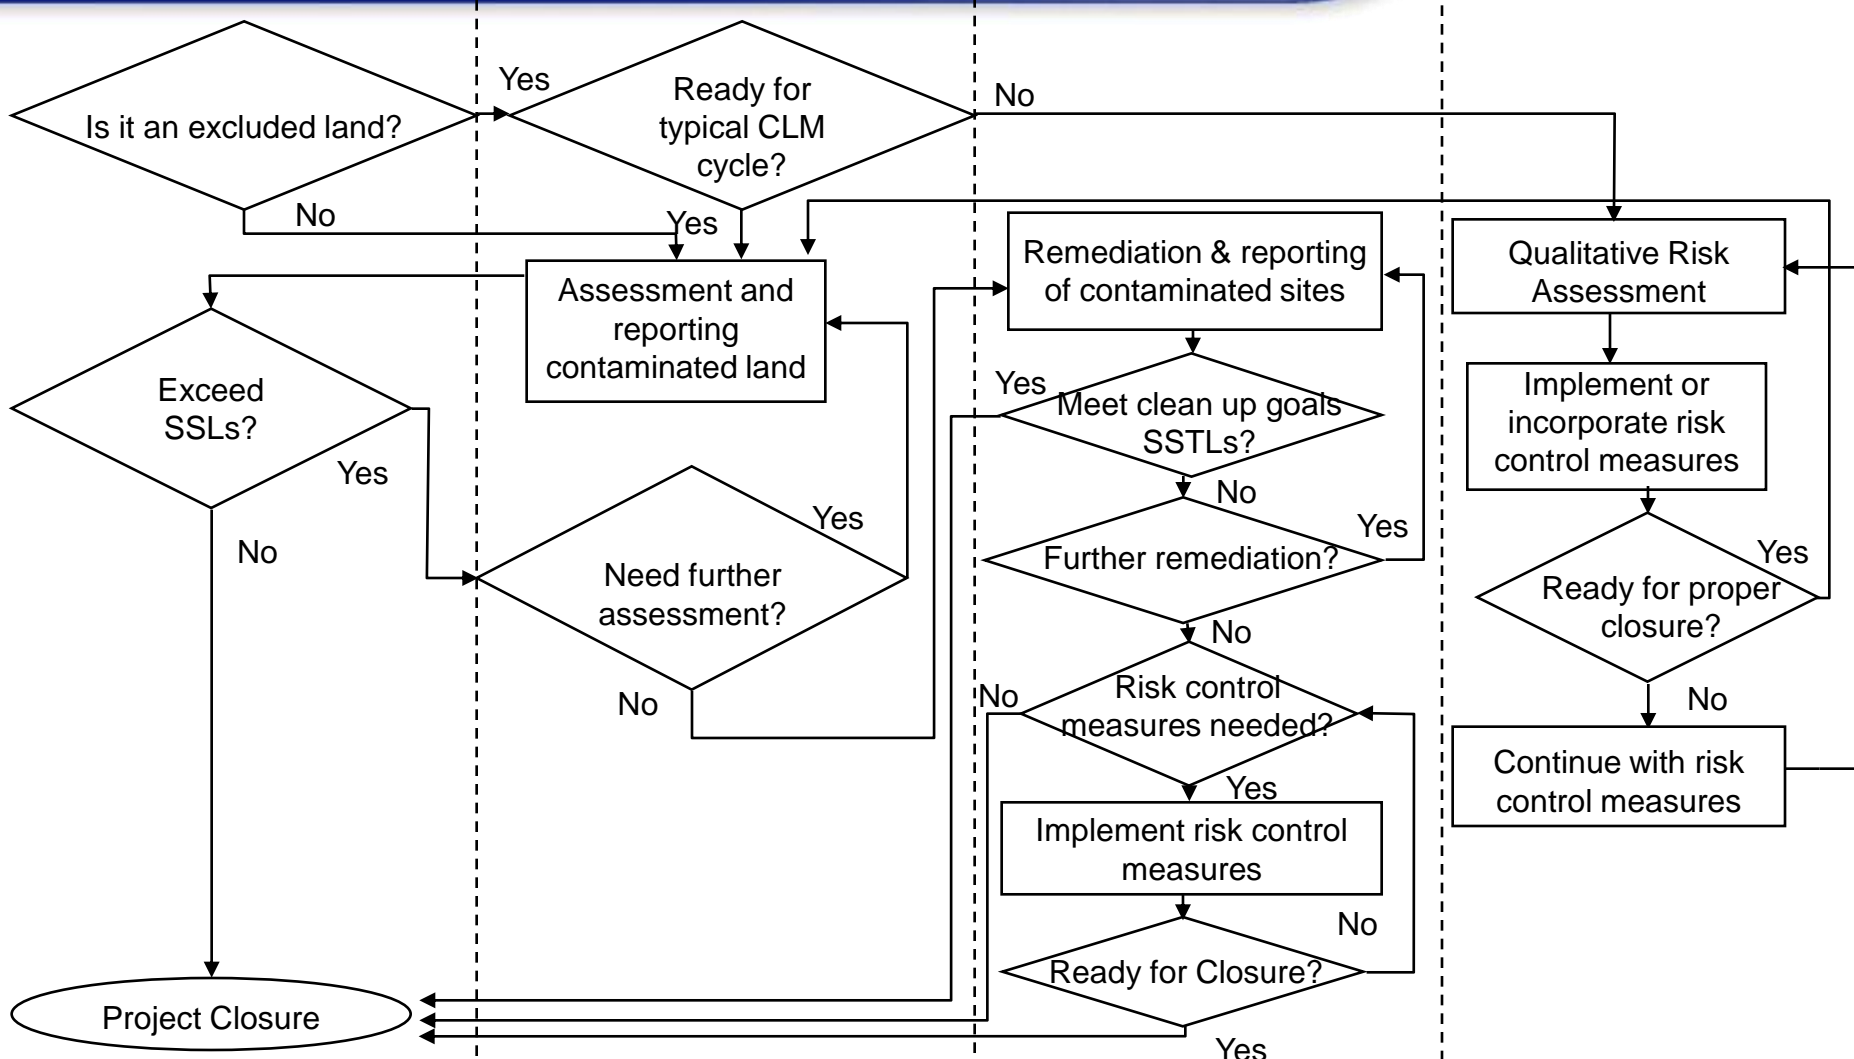 Is it an excluded land?
Yes
Ready for
typical CLM
cycle?
No
No
Yes
Assessment and
reporting
contaminated land
Exceed
SSLs?
Yes
No
Need further
assessment?
Yes
No
Remediation & reporting
of contaminated sites
Yes
Meet clean up goals
SSTLs?
No
Further remediation?
Yes
No
Risk control
measures needed?
No
Yes
Implement risk control
measures
No
Ready for Closure?
Yes
Qualitative Risk
Assessment
Implement or
incorporate risk
control measures
Yes
Ready for proper
closure?
No
Continue with risk
control measures
Project Closure